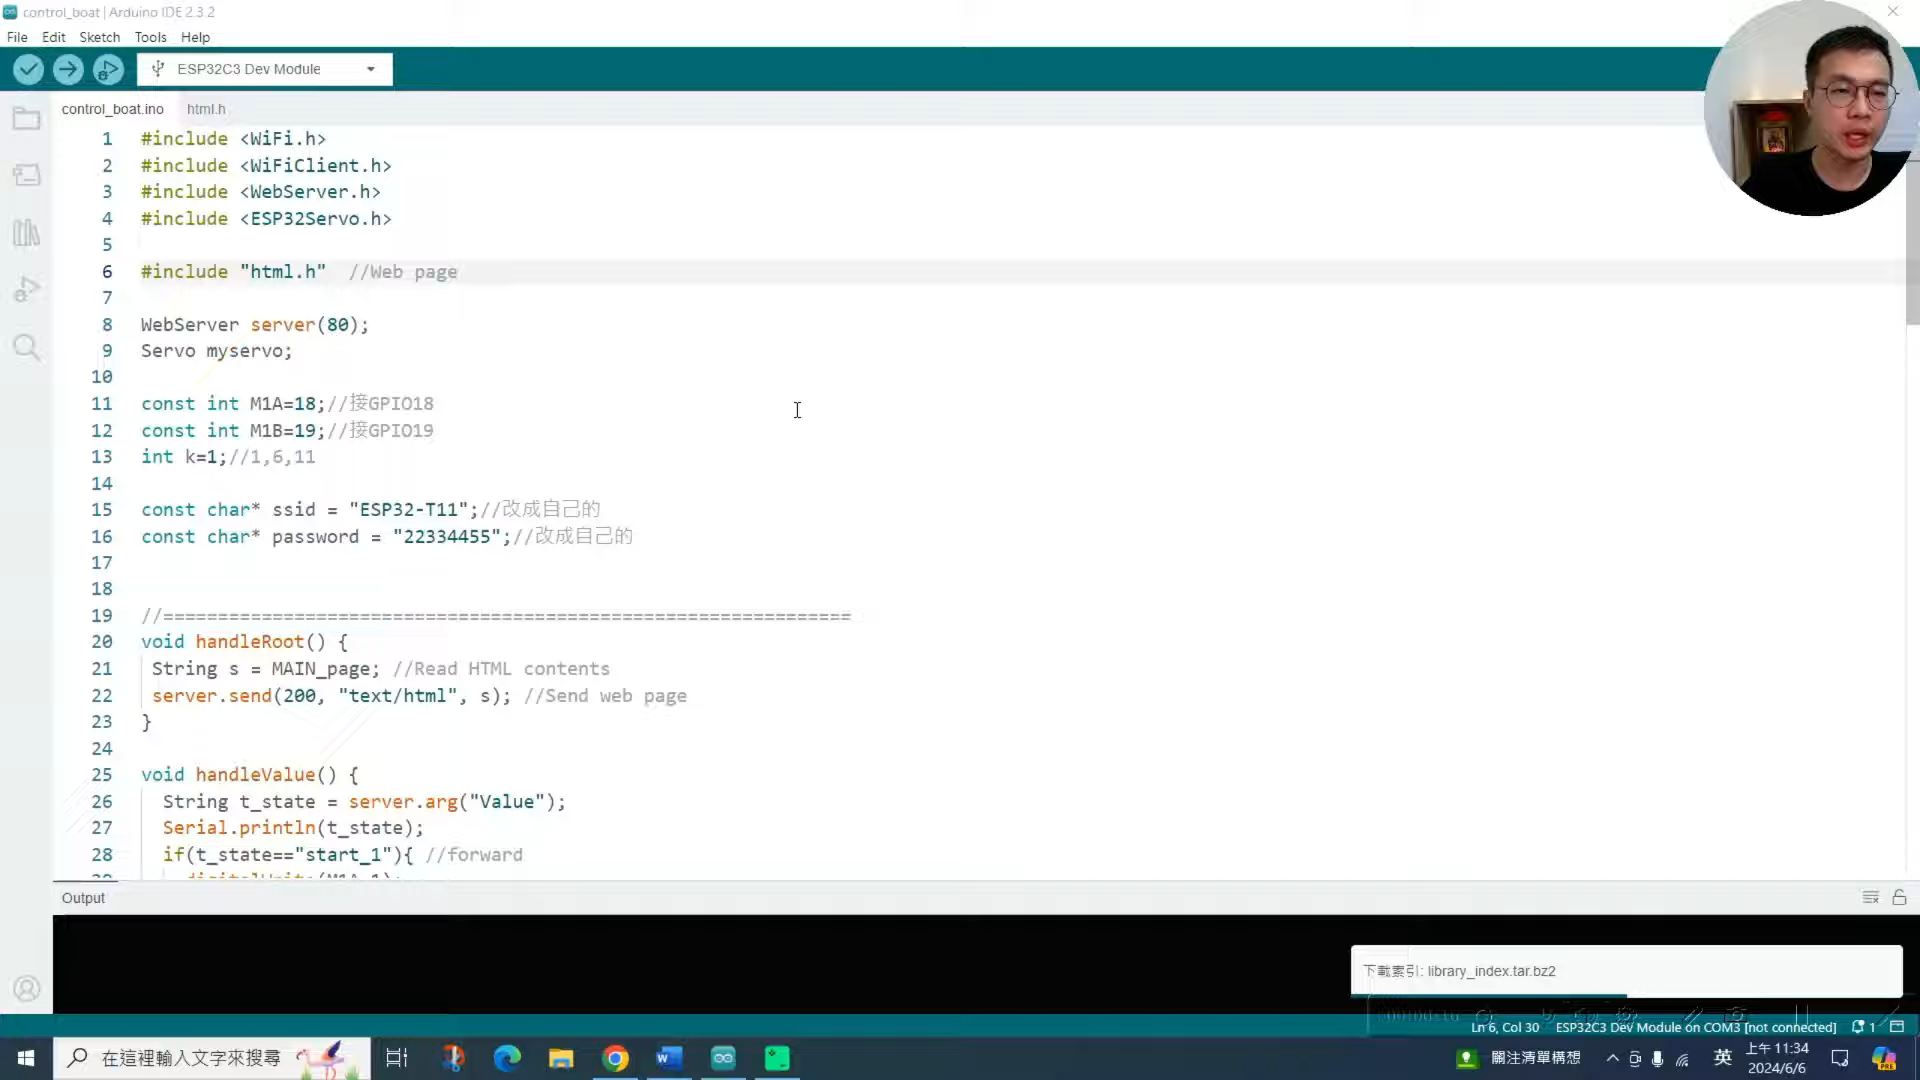 control_boat | Arduino IDE 2.3.2
File Edit Sketch Tools Help
ESP32C3 Dev Module
control_boat.ino html.h
1 #include <WiFi.h>
2 #include <WiFiClient.h>
3 #include <WebServer.h>
4 #include <ESP32Servo.h>
5
6 #include "html.h" //Web page
7
8 WebServer server(80);
9 Servo myservo;
10
11 const int M1A=18;//接GPIO18
12 const int M1B=19;//接GPIO19
13 int k=1;//1,6,11
14
15 const char* ssid = "ESP32-T11";//改成自己的
16 const char* password = "22334455";//改成自己的
17
18
19 //===============================================================
20 void handleRoot() {
21 String s = MAIN_page; //Read HTML contents
22 server.send(200, "text/html", s); //Send web page
23 }
24
25 void handleValue() {
26 String t_state = server.arg("Value");
27 Serial.println(t_state);
28 if(t_state=="start_1"){ //forward
Output
下載索引: library_index.tar.bz2
Ln 6, Col 30 ESP32C3 Dev Module on COM3 [not connected] 1
在這裡輸入文字來搜尋
關注清單構想
英
上午 11:34
2024/6/6